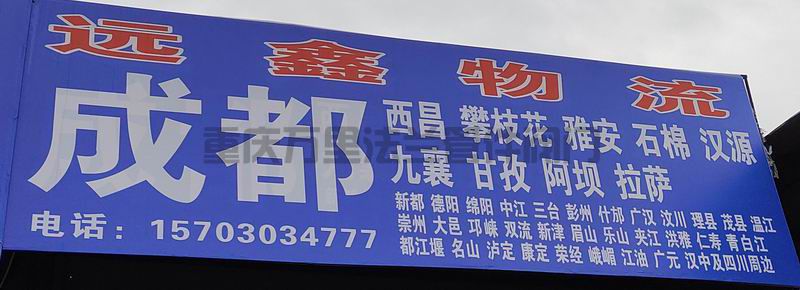 远鑫物流
成都
西昌 攀枝花 雅安 石棉 汉源
九襄 甘孜 阿坝 拉萨
新都 德阳 绵阳 中江 三台 彭州 什邡 广汉 汶川 理县 茂县 温江
崇州 大邑 邛崃 双流 新津 眉山 乐山 夹江 洪雅 仁寿 青白江
都江堰 名山 泸定 康定 荣经 峨嵋 江油 广元 汉中及四川周边
电话：15703034777